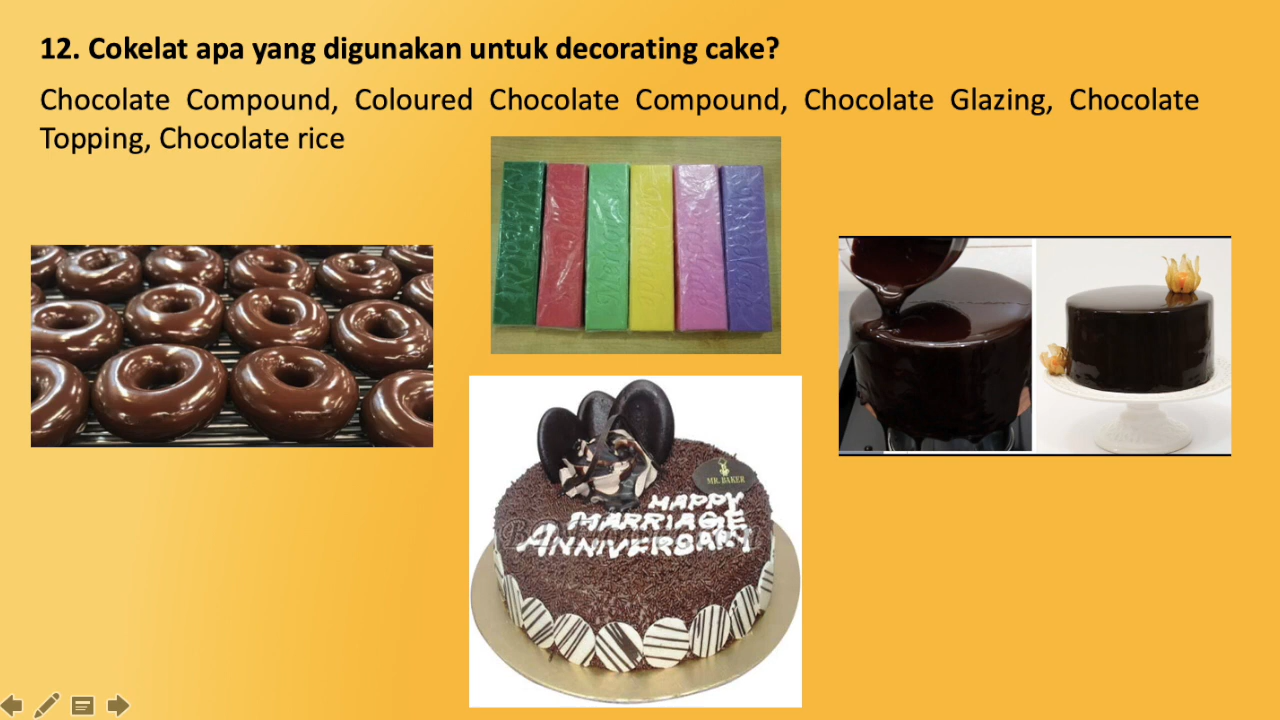 12. Cokelat apa yang digunakan untuk decorating cake?
Chocolate Compound, Coloured Chocolate Compound, Chocolate Glazing, Chocolate
Topping, Chocolate rice
MR. BAKER
HAPPY
MARRIAGE
ANNIVERSARY